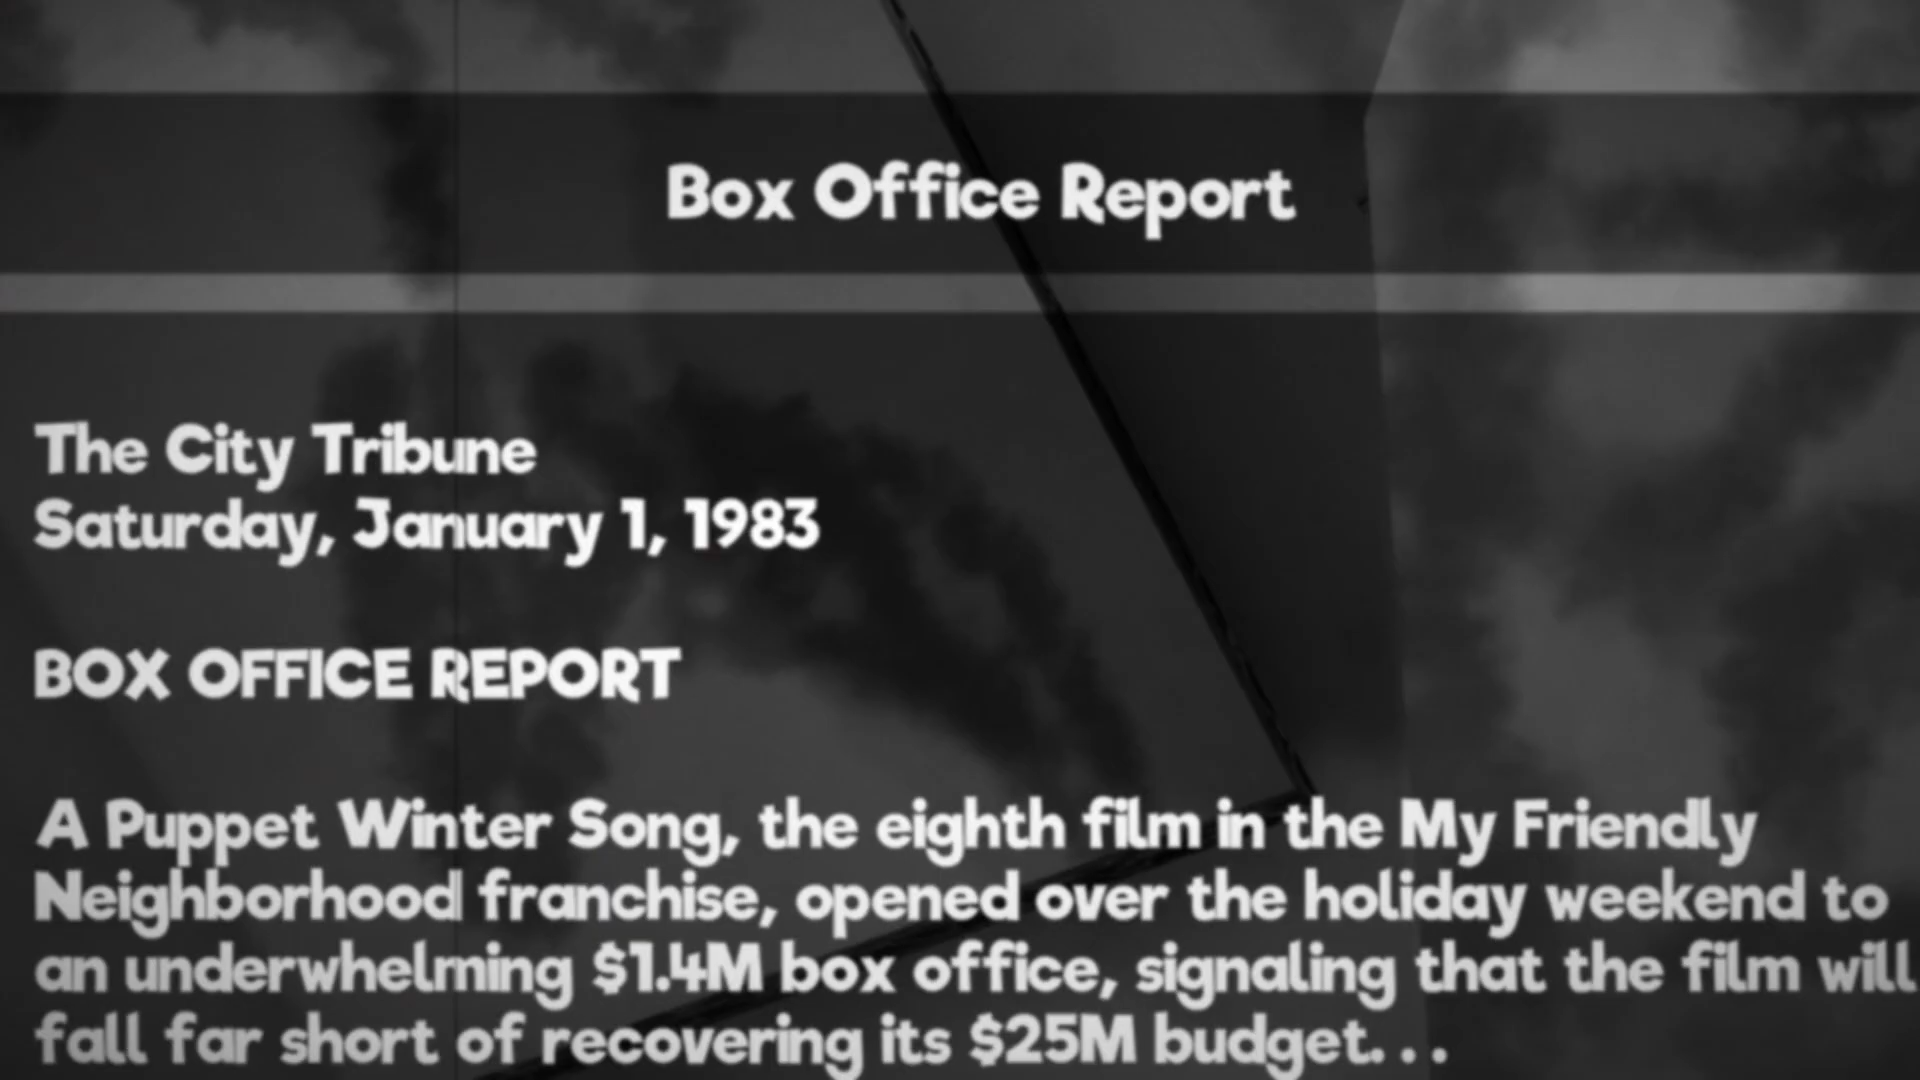 Box Office Report
The City Tribune
Saturday, January 1, 1983
BOX OFFICE REPORT
A Puppet Winter Song, the eighth film in the My Friendly
Neighborhood franchise, opened over the holiday weekend to
an underwhelming $1.4M box office, signaling that the film will
fall far short of recovering its $25M budget. . .